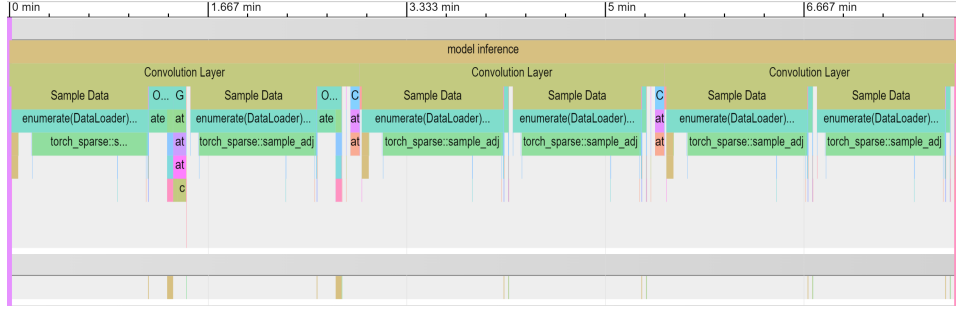 0 min 1.667 min 3.333 min 5 min 6.667 min
model inference
Convolution Layer Convolution Layer Convolution Layer
Sample Data O... G Sample Data O... C Sample Data Sample Data C Sample Data Sample Data
enumerate(DataLoader)... ate at enumerate(DataLoader)... ate at enumerate(DataLoader)... enumerate(DataLoader)... at enumerate(DataLoader)... enumerate(DataLoader)...
torch_sparse::s... at torch_sparse::sample_adj at torch_sparse::sample_adj torch_sparse::sample_adj at torch_sparse::sample_adj torch_sparse::sample_adj
at
c